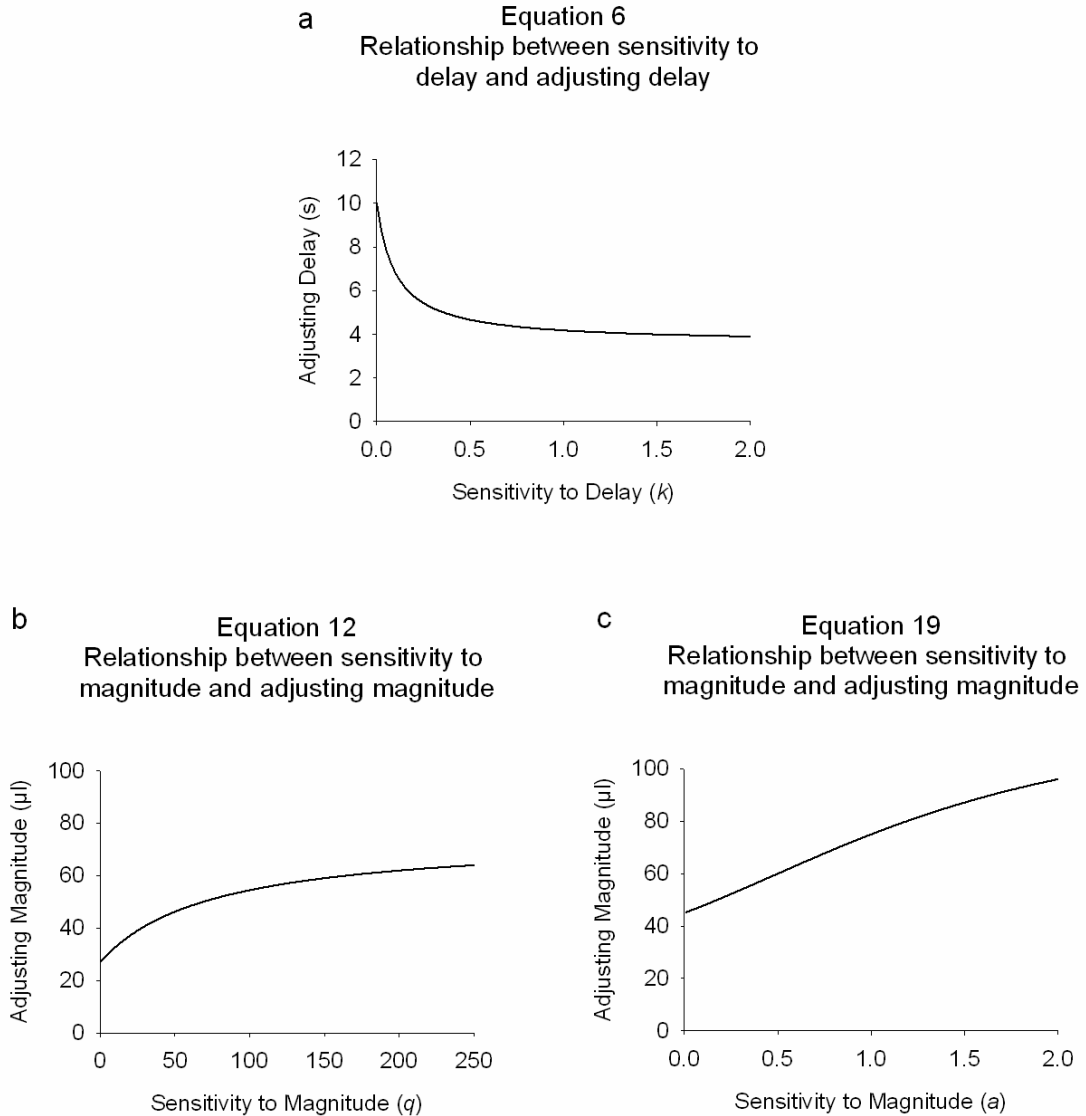 a
Equation 6
Relationship between sensitivity to
delay and adjusting delay
Adjusting Delay (s)
12
10
8
6
4
2
0
0.0 0.5 1.0 1.5 2.0
Sensitivity to Delay (k)
b
Equation 12
Relationship between sensitivity to
magnitude and adjusting magnitude
Adjusting Magnitude (µl)
100
80
60
40
20
0
0 50 100 150 200 250
Sensitivity to Magnitude (q)
c
Equation 19
Relationship between sensitivity to
magnitude and adjusting magnitude
Adjusting Magnitude (µl)
100
80
60
40
20
0
0.0 0.5 1.0 1.5 2.0
Sensitivity to Magnitude (a)